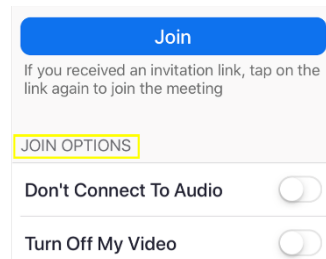 Join
If you received an invitation link, tap on the
link again to join the meeting
JOIN OPTIONS
Don't Connect To Audio
Turn Off My Video